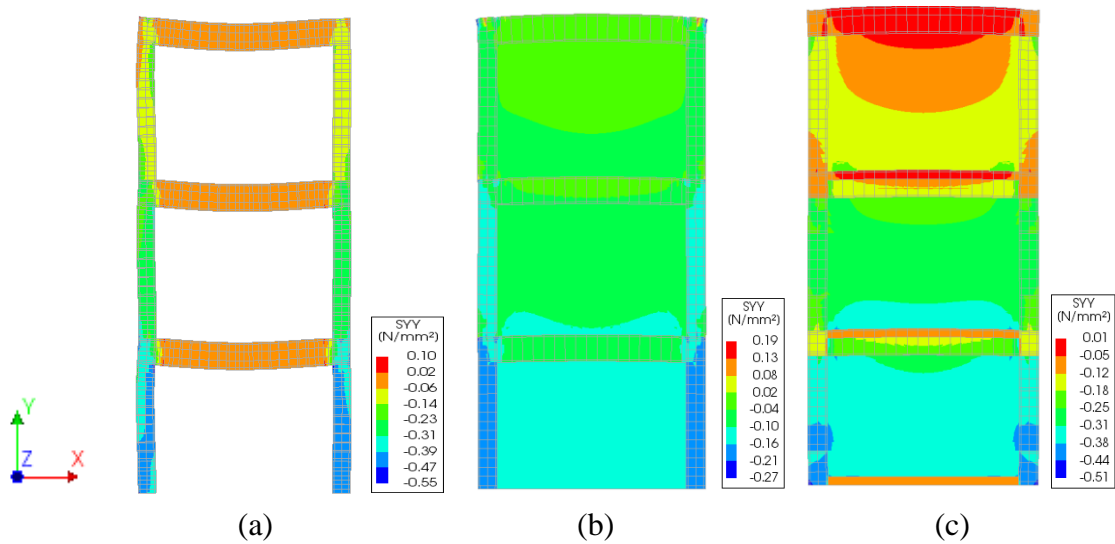 SYY
(N/mm²)
0.10
0.02
-0.06
-0.14
-0.23
-0.31
-0.39
-0.47
-0.55
SYY
(N/mm²)
0.19
0.13
0.08
0.02
-0.04
-0.10
-0.16
-0.21
-0.27
SYY
(N/mm²)
0.01
-0.05
-0.12
-0.18
-0.25
-0.31
-0.38
-0.44
-0.51
Y
Z
X
(a)
(b)
(c)